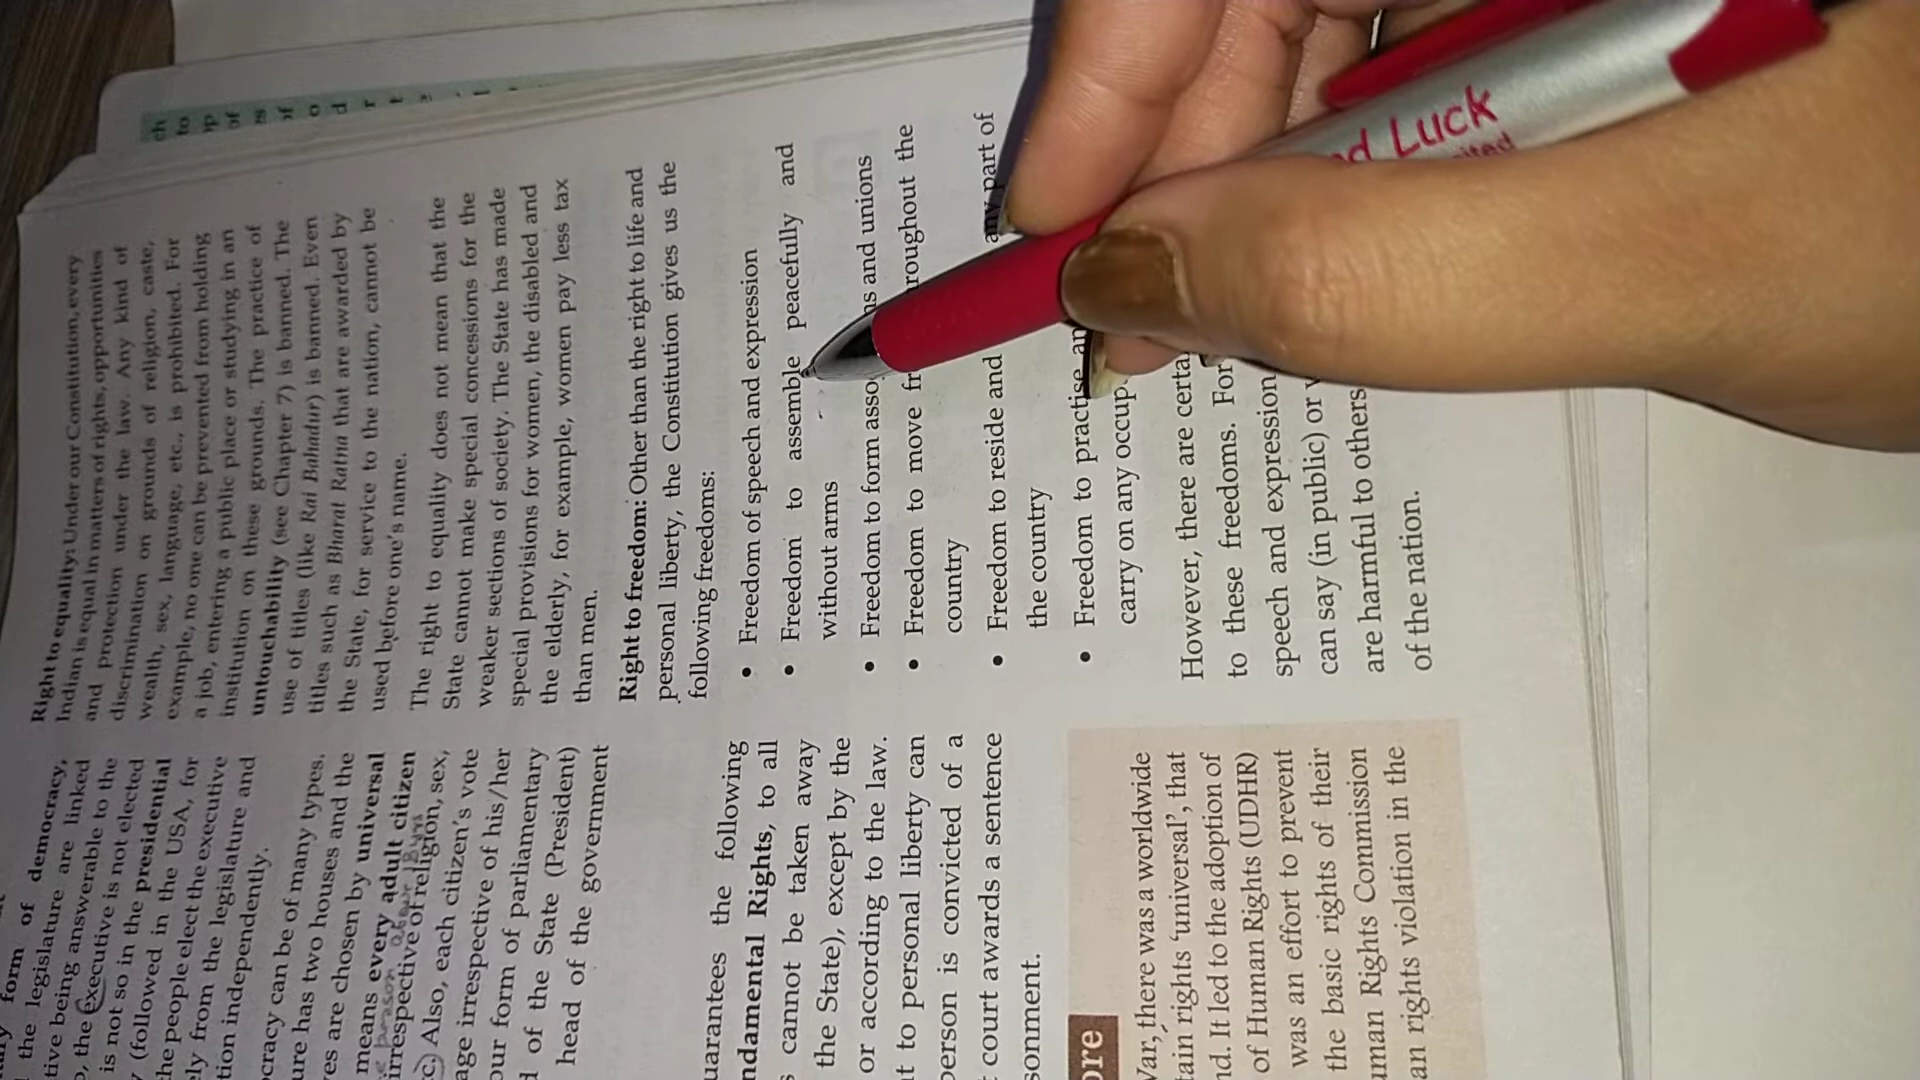 form of democracy,
the legislature are linked
tive being answerable to the
the executive is not so in the
is not elected
(followed in the presidential
the people elect the executive
ely from the legislature and
tion independently.
ocracy can be of many types.
ure has two houses and the
es are chosen by universal
means every adult citizen
irrespective of religion, sex,
c.) Also, each citizen's vote
age irrespective of his/her
our form of parliamentary
d of the State (President)
head of the government
uarantees the following
ndamental Rights, to all
cannot be taken away
the State), except by the
or according to the law.
t to personal liberty can
person is convicted of a
court awards a sentence
sonment.
ore
War, there was a worldwide
tain rights 'universal', that
nd. It led to the adoption of
of Human Rights (UDHR)
was an effort to prevent
the basic rights of their
uman Rights Commission
an rights violation in the
Right to equality: Under our Constitution, every
Indian is equal in matters of rights, opportunities
and protection under the law. Any kind of
discrimination on grounds of religion, caste,
wealth, sex, language, etc., is prohibited. For
example, no one can be prevented from holding
a job, entering a public place or studying in an
institution on these grounds. The practice of
untouchability (see Chapter 7) is banned. The
use of titles (like Rai Bahadur) is banned. Even
titles such as Bharat Ratna that are awarded by
the State, for service to the nation, cannot be
used before one's name.
The right to equality does not mean that the
State cannot make special concessions for the
weaker sections of society. The State has made
special provisions for women, the disabled and
the elderly, for example, women pay less tax
than men.
Right to freedom: Other than the right to life and
personal liberty, the Constitution gives us the
following freedoms:
• Freedom of speech and expression
• Freedom to assemble peacefully and
without arms
• Freedom to form asso ns and unions
• Freedom to move fr roughout the
country
• Freedom to reside and any part of
the country
• Freedom to practise an
carry on any occup
However, there are certa
to these freedoms. For
speech and expression
can say (in public) or
are harmful to others
of the nation.
d Luck